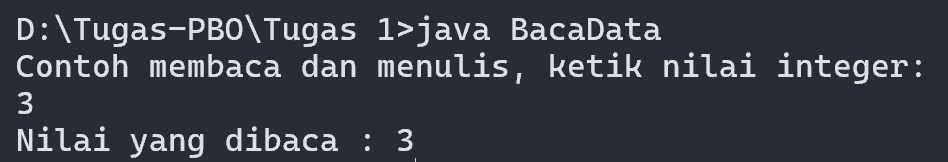 D:\Tugas-PBO\Tugas 1>java BacaData
Contoh membaca dan menulis, ketik nilai integer:
3
Nilai yang dibaca : 3